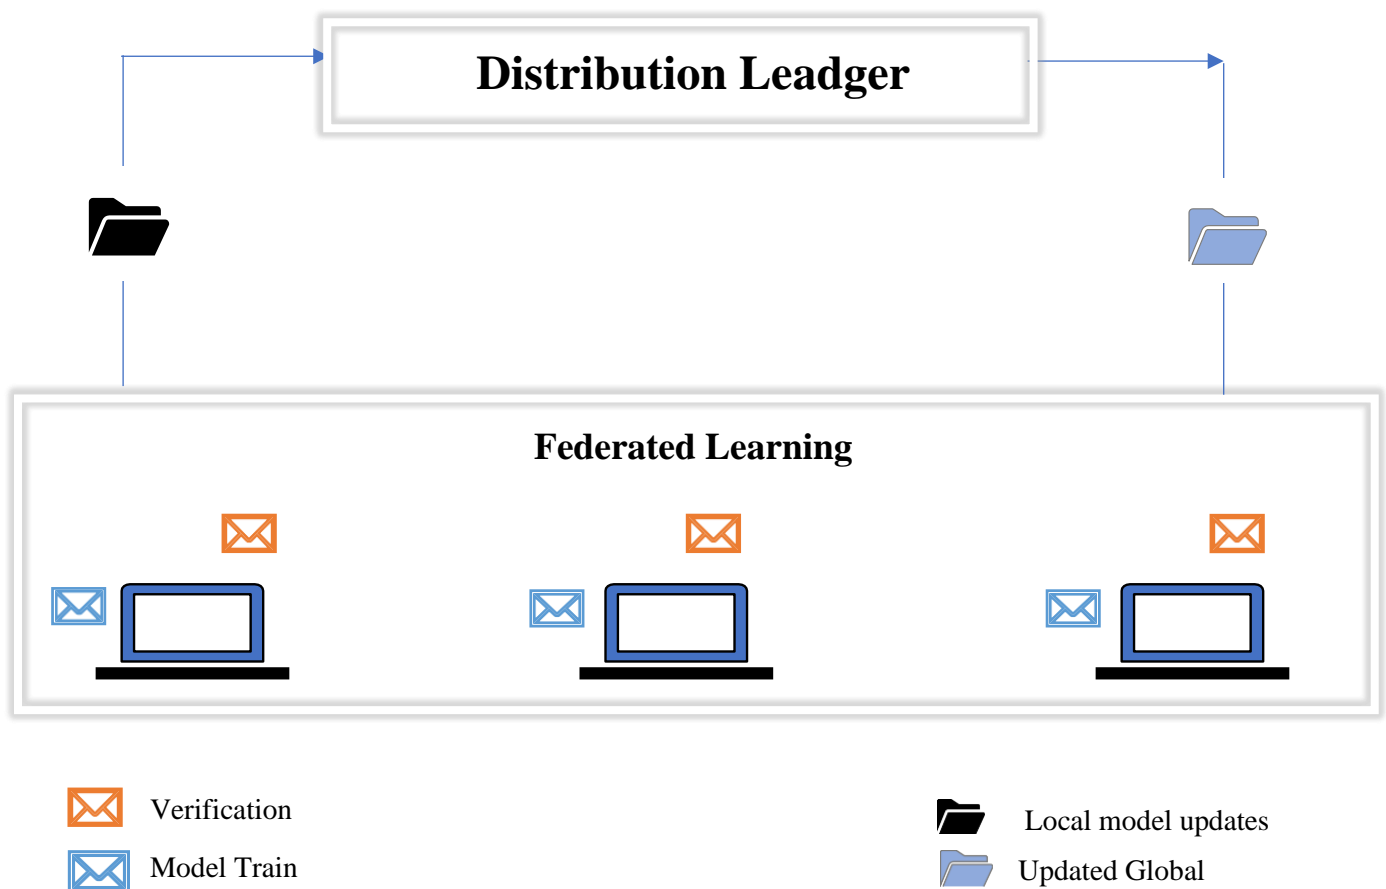 Distribution Leadger
Federated Learning
Verification
Model Train
Local model updates
Updated Global